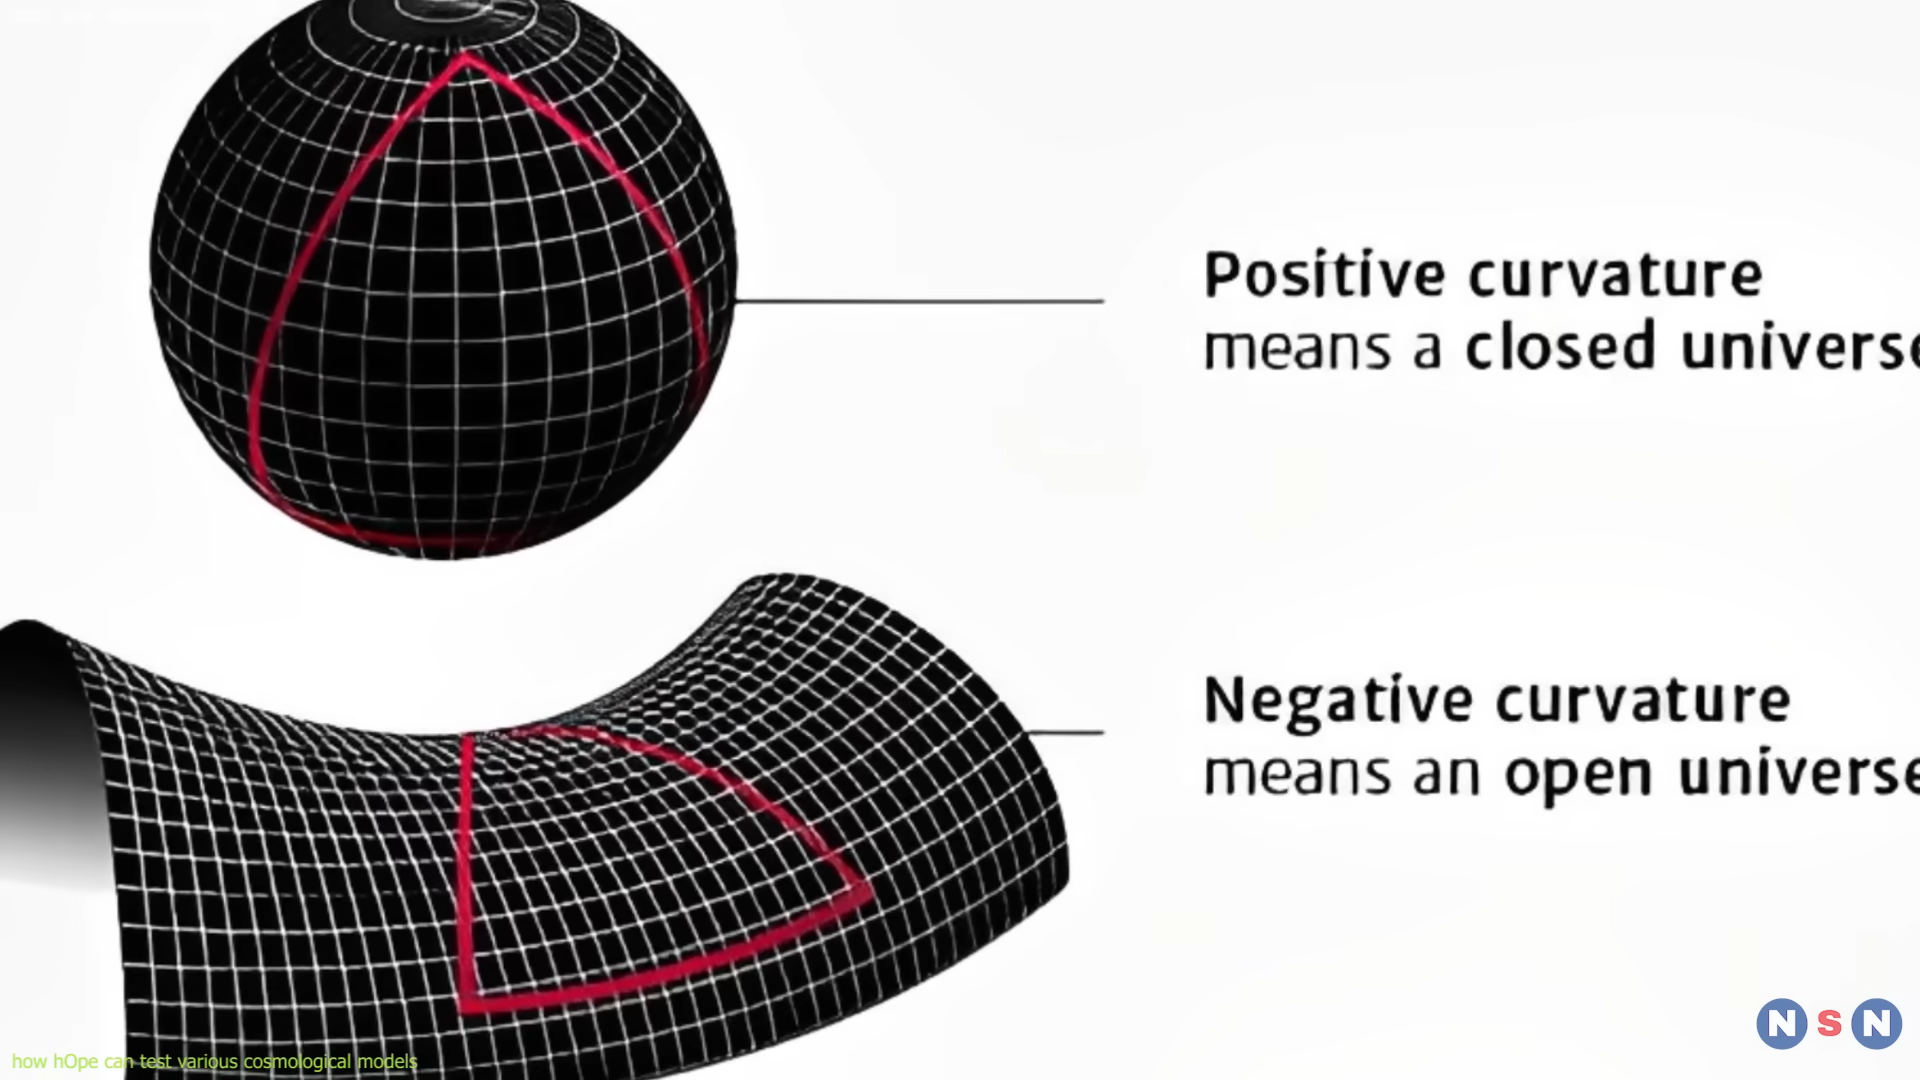 Positive curvature
means a closed universe
Negative curvature
means an open universe
how hOpe can test various cosmological models
N S N